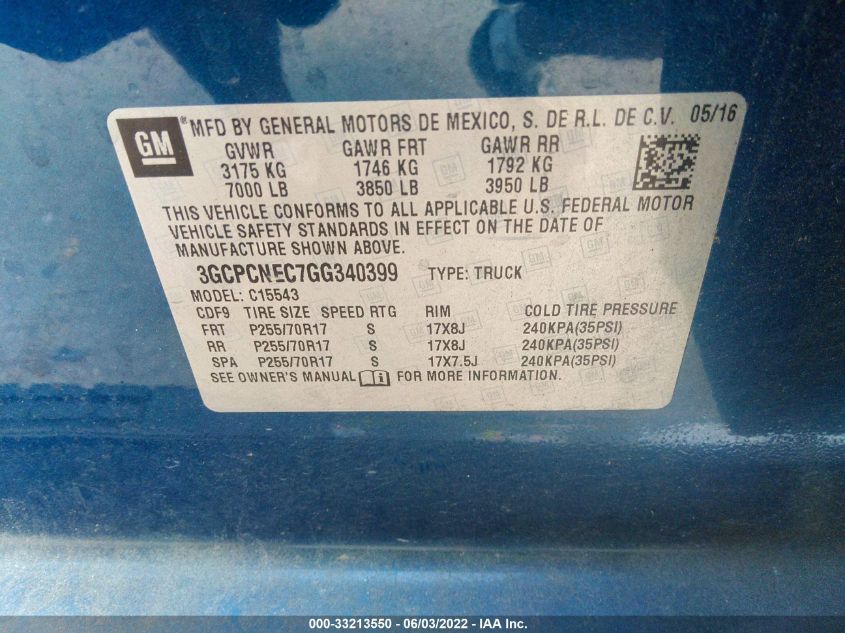 GM ® MFD BY GENERAL MOTORS DE MEXICO, S. DE R.L. DE C.V. 05/16
GVWR GAWR FRT GAWR RR
3175 KG 1746 KG 1792 KG
7000 LB 3850 LB 3950 LB
THIS VEHICLE CONFORMS TO ALL APPLICABLE U.S. FEDERAL MOTOR
VEHICLE SAFETY STANDARDS IN EFFECT ON THE DATE OF
MANUFACTURE SHOWN ABOVE.
3GCPCNEC7GG340399 TYPE: TRUCK
MODEL: C15543
CDF9 TIRE SIZE SPEED RTG RIM COLD TIRE PRESSURE
FRT P255/70R17 S 17X8J 240KPA(35PSI)
RR P255/70R17 S 17X8J 240KPA(35PSI)
SPA P255/70R17 S 17X7.5J 240KPA(35PSI)
SEE OWNER'S MANUAL FOR MORE INFORMATION.
000-33213550 - 06/03/2022 - IAA Inc.